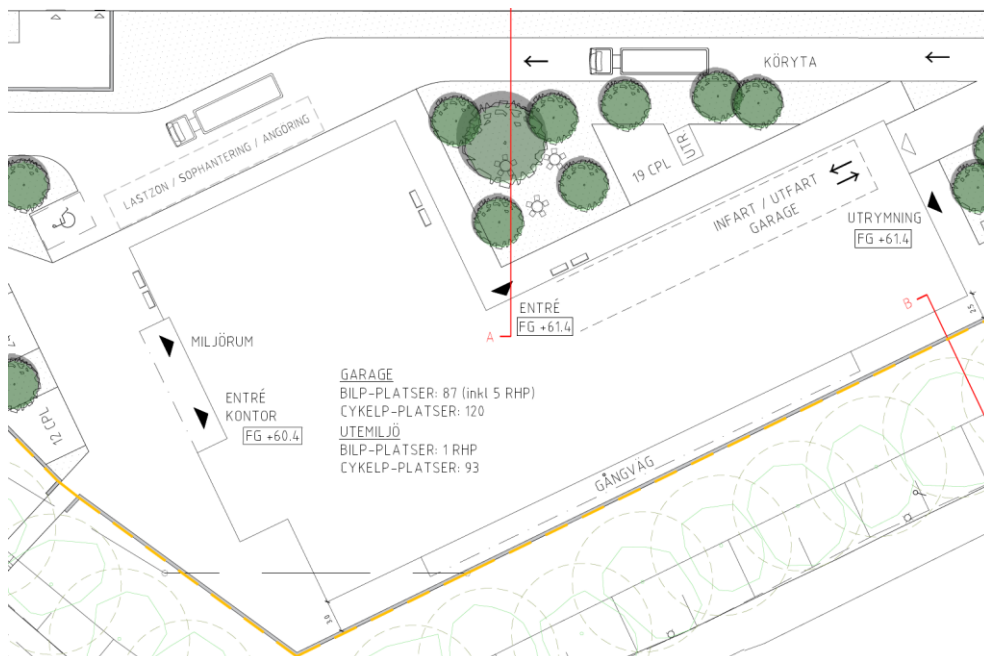 KÖRYTA
LASTZON / SOPHANTERING / ANGÖRING
UTR.
19 CPL
INFART / UTFART
GARAGE
UTRYMNING
FG +61.4
ENTRÉ
FG +61.4
A
B
25
MILJÖRUM
ENTRÉ
KONTOR
FG +60.4
GARAGE
BILP-PLATSER: 87 (inkl 5 RHP)
CYKELP-PLATSER: 120
UTEMILJÖ
BILP-PLATSER: 1 RHP
CYKELP-PLATSER: 93
12 CPL
GÅNGVÄG
30